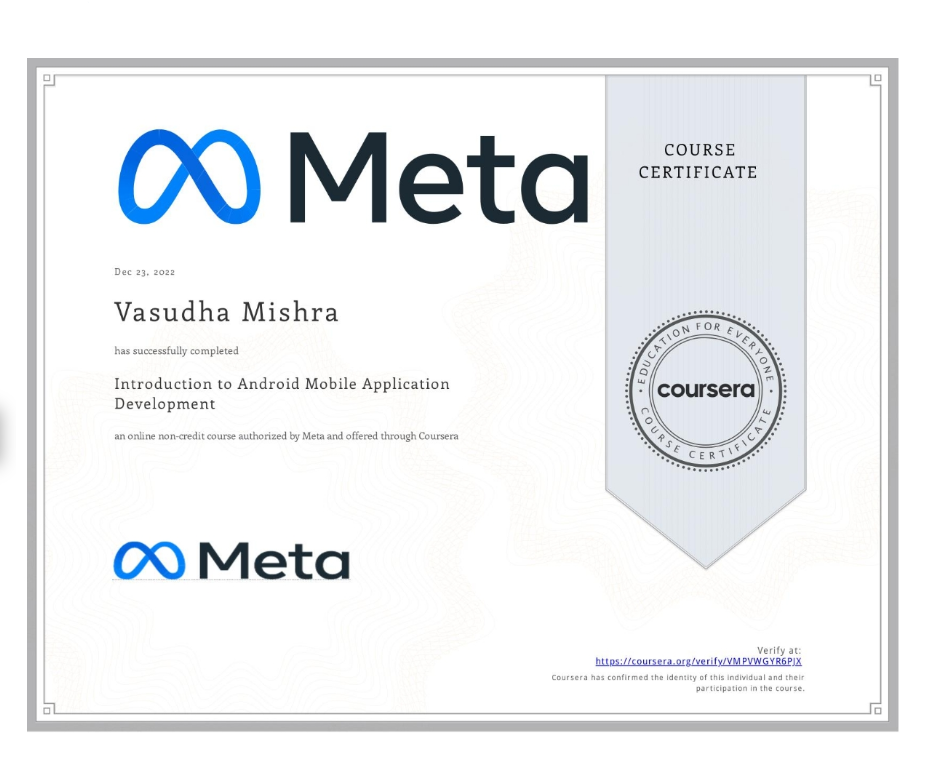 Meta
COURSE
CERTIFICATE
Dec 23, 2022
Vasudha Mishra
has successfully completed
Introduction to Android Mobile Application
Development
an online non-credit course authorized by Meta and offered through Coursera
EDUCATION FOR EVERYONE
coursera
COURSE CERTIFICATE
Meta
Verify at:
https://coursera.org/verify/VMPVWGYR6PJX
Coursera has confirmed the identity of this individual and their
participation in the course.